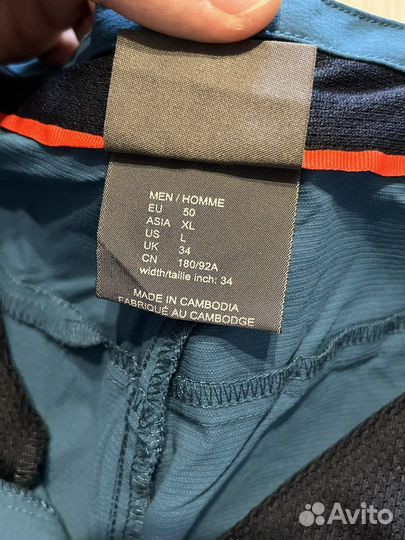 MEN / HOMME
EU 50
ASIA XL
US L
UK 34
CN 180/92A
width/taille inch: 34
MADE IN CAMBODIA
FABRIQUÉ AU CAMBODGE
Avito